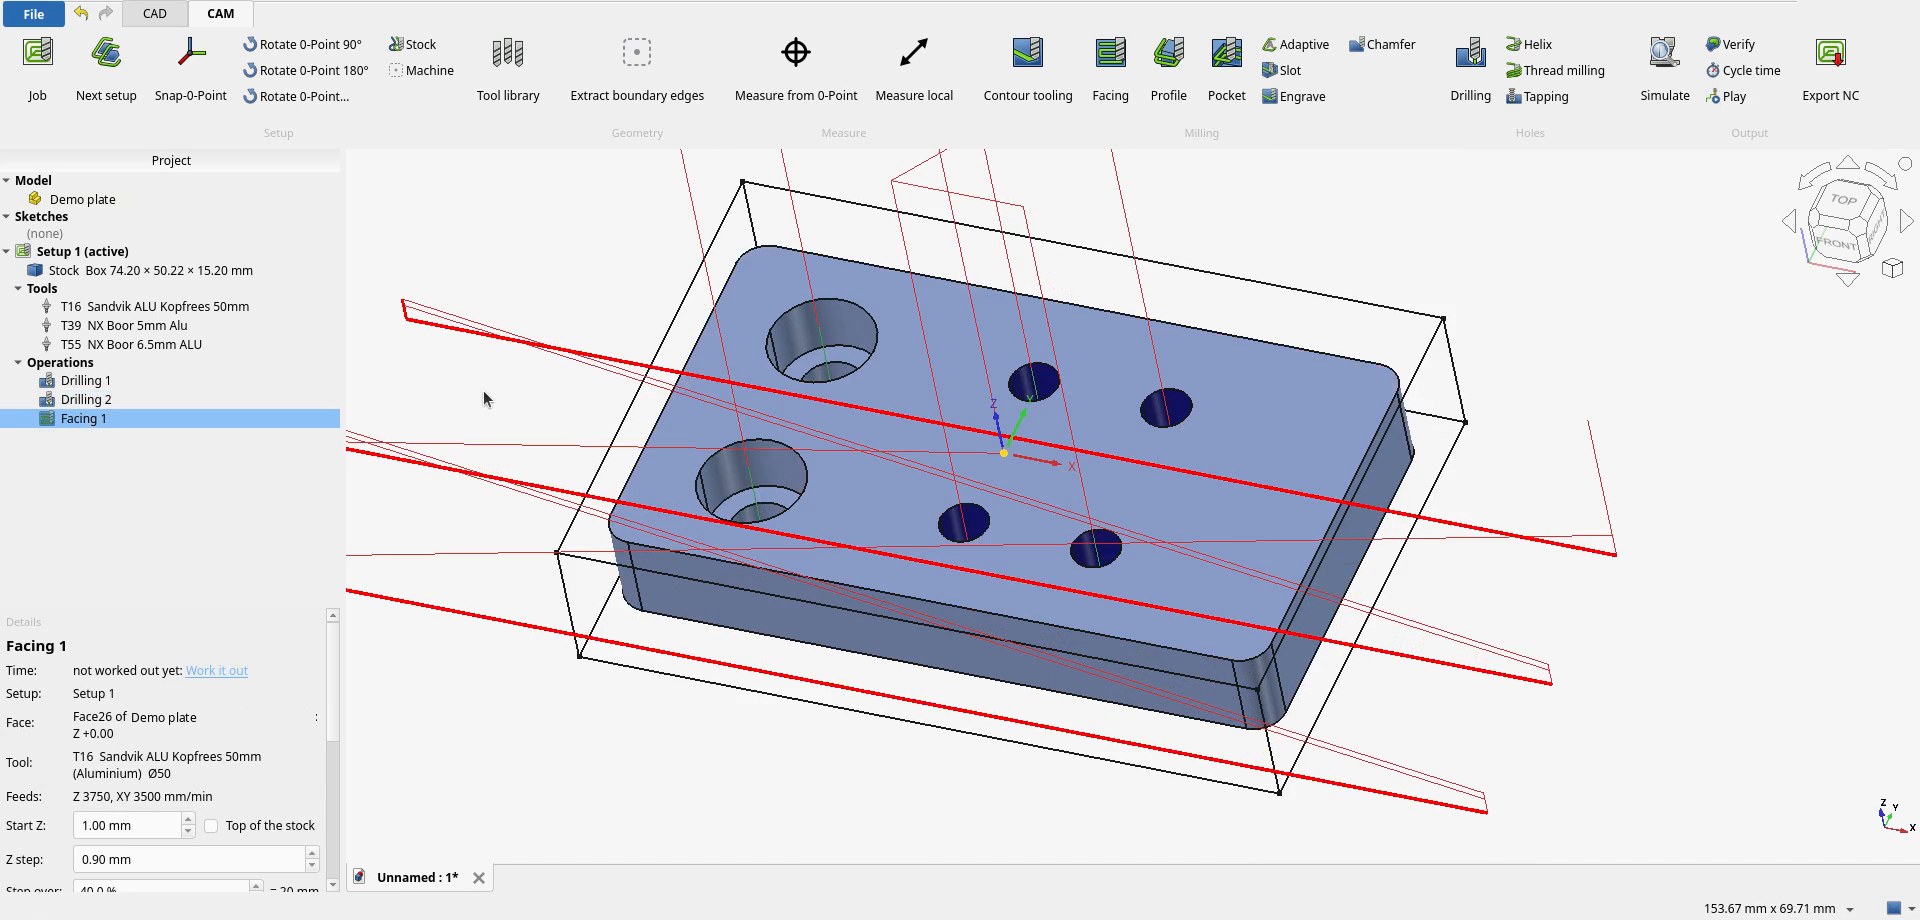 File
CAD
CAM
Job
Next setup
Snap-0-Point
Rotate 0-Point 90°
Rotate 0-Point 180°
Rotate 0-Point...
Stock
Machine
Setup
Tool library
Extract boundary edges
Geometry
Measure from 0-Point
Measure local
Measure
Contour tooling
Facing
Profile
Pocket
Adaptive
Slot
Engrave
Chamfer
Milling
Drilling
Helix
Thread milling
Tapping
Holes
Simulate
Verify
Cycle time
Play
Output
Export NC
Project
Model
Demo plate
Sketches
(none)
Setup 1 (active)
Stock Box 74.20 × 50.22 × 15.20 mm
Tools
T16 Sandvik ALU Kopfrees 50mm
T39 NX Boor 5mm Alu
T55 NX Boor 6.5mm ALU
Operations
Drilling 1
Drilling 2
Facing 1
Details
Facing 1
Time: not worked out yet: Work it out
Setup: Setup 1
Face: Face26 of Demo plate :
Z +0.00
Tool: T16 Sandvik ALU Kopfrees 50mm
(Aluminium) Ø50
Feeds: Z 3750, XY 3500 mm/min
Start Z: 1.00 mm Top of the stock
Z step: 0.90 mm
Step over: 40.0 % = 20 mm
Z
Y
X
TOP
FRONT
RIGHT
Z
Y
X
Unnamed : 1*
153.67 mm x 69.71 mm